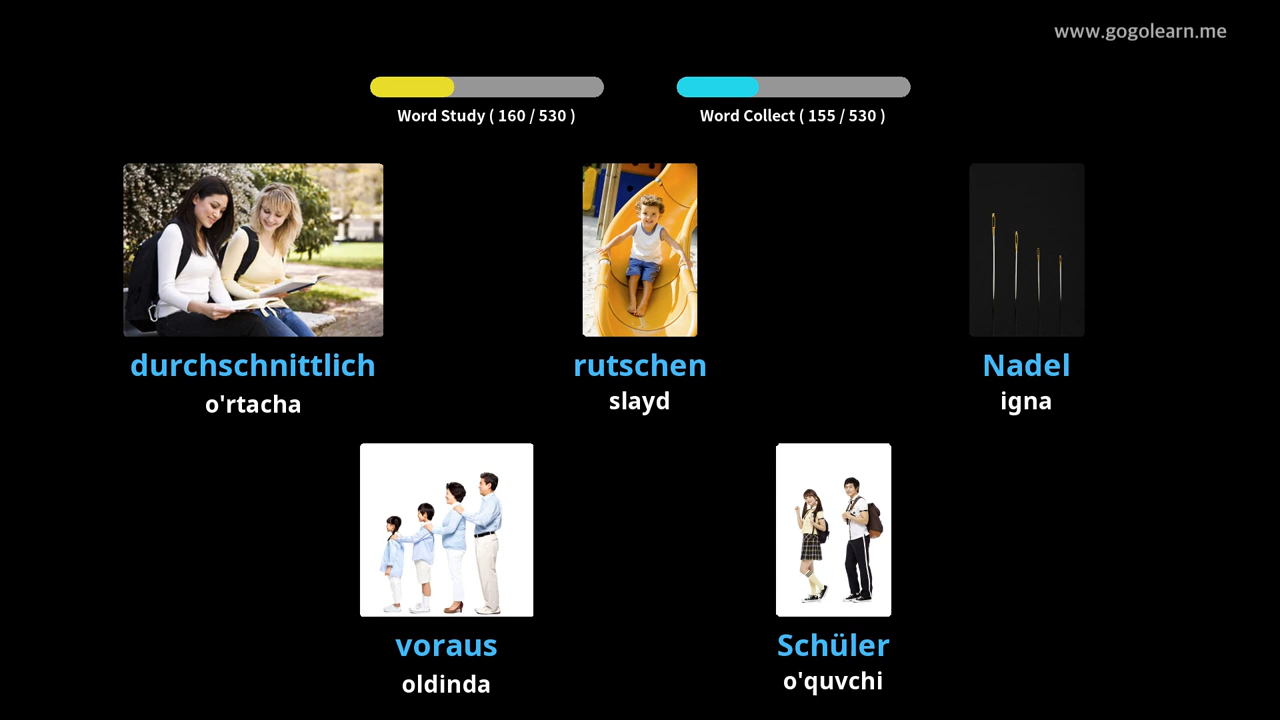 www.gogolearn.me
Word Study ( 160 / 530 )
Word Collect ( 155 / 530 )
durchschnittlich
o'rtacha
rutschen
slayd
Nadel
igna
voraus
oldinda
Schüler
o'quvchi